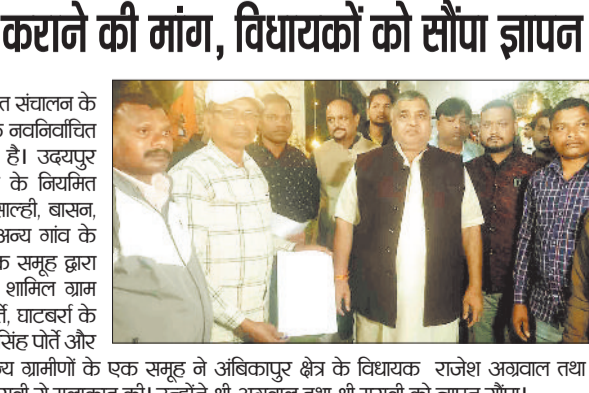 कराने की मांग, विधायकों को सौंपा ज्ञापन
त संचालन के
नवनिर्वाचित
है। उदयपुर
के नियमित
साल्ही, बासन,
अन्य गांव के
क समूह द्वारा
शामिल ग्राम
र्ते, घाटबर्रा के
सिंह पोर्ते और
न्य ग्रामीणों के एक समूह ने अंबिकापुर क्षेत्र के विधायक राजेश अग्रवाल तथा